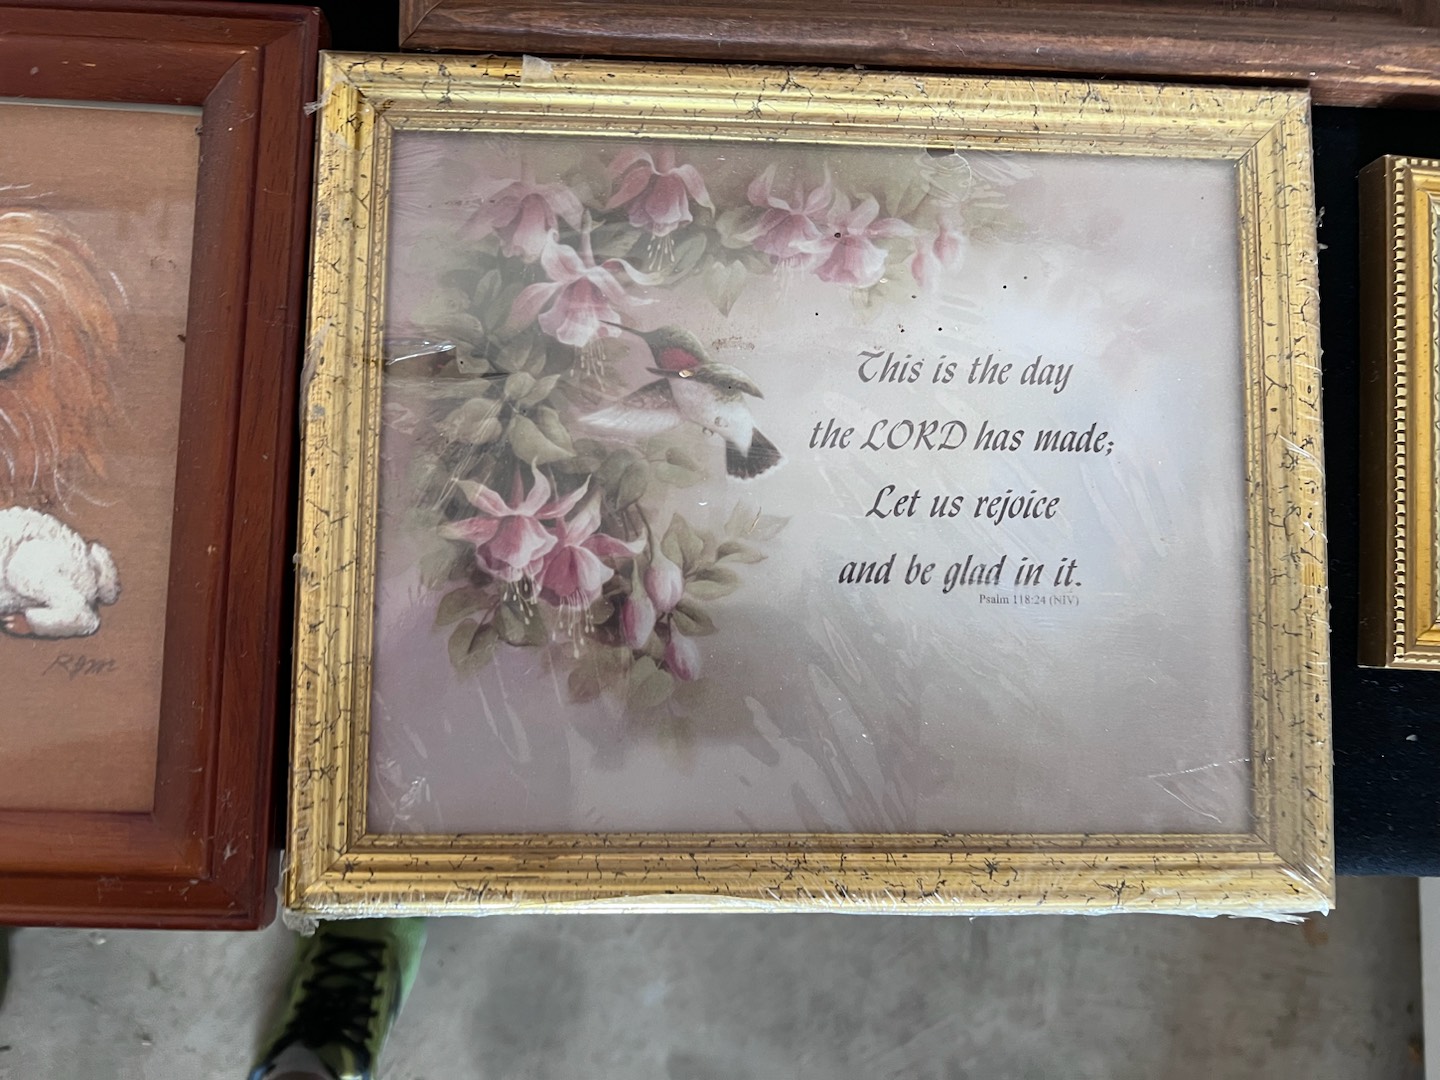 This is the day
the LORD has made;
Let us rejoice
and be glad in it.
Psalm 118:24 (NIV)